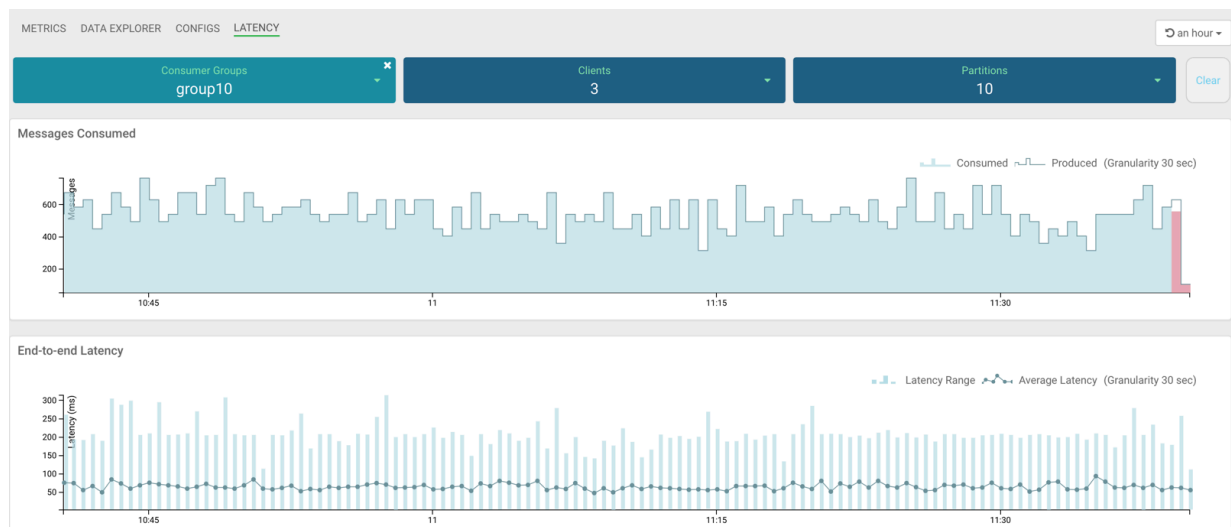 METRICS DATA EXPLORER CONFIGS LATENCY
an hour
Consumer Groups
group10
Clients
3
Partitions
10
Clear
Messages Consumed
Consumed Produced (Granularity 30 sec)
Messages
600
400
200
10:45 11 11:15 11:30
End-to-end Latency
Latency Range Average Latency (Granularity 30 sec)
Latency (ms)
300
250
200
150
100
50
10:45 11 11:15 11:30